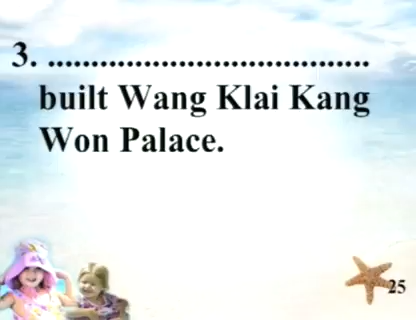 3. ......................................
built Wang Klai Kang
Won Palace.
25